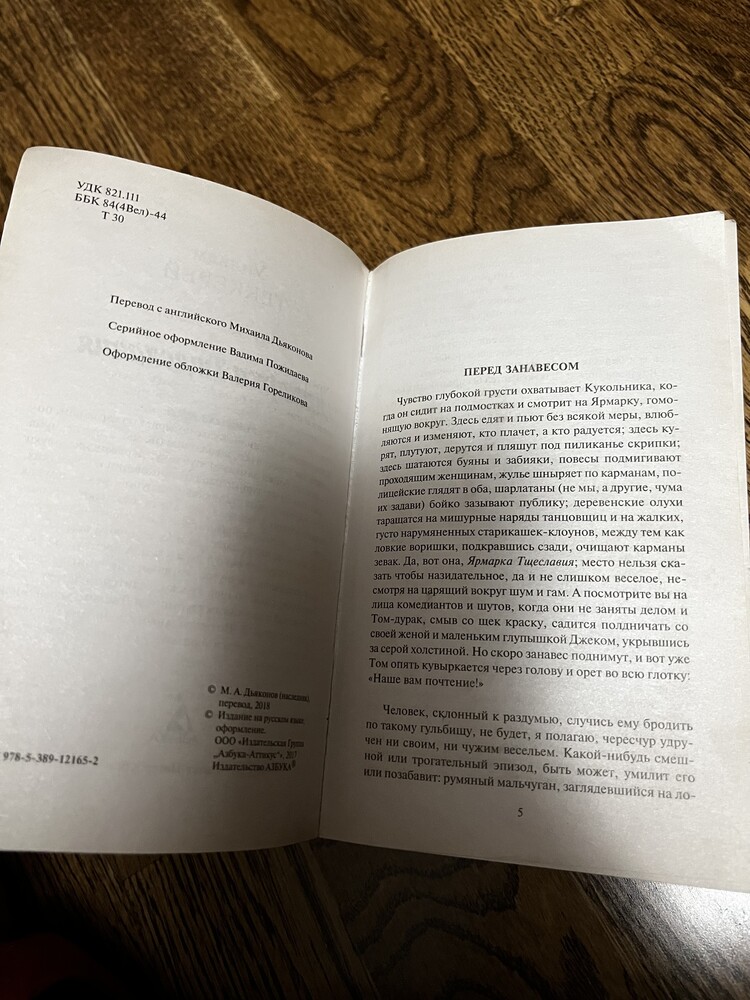 УДК 821.111
ББК 84(4Вел)-44
Т 30
Перевод с английского Михаила Дьяконова
Серийное оформление Вадима Пожидаева
Оформление обложки Валерия Гореликова
© М. А. Дьяконов (наследник),
перевод, 2018
© Издание на русском языке,
оформление.
ООО «Издательская Группа
„Азбука-Аттикус“», 2017
Издательство АЗБУКА®
978-5-389-12165-2
ПЕРЕД ЗАНАВЕСОМ
Чувство глубокой грусти охватывает Кукольника, ко-
гда он сидит на подмостках и смотрит на Ярмарку, гомо-
нящую вокруг. Здесь едят и пьют без всякой меры, влюб-
ляются и изменяют, кто плачет, а кто радуется; здесь ку-
рят, плутуют, дерутся и пляшут под пиликанье скрипки;
здесь шатаются буяны и забияки, повесы подмигивают
проходящим женщинам, жулье шныряет по карманам, по-
лицейские глядят в оба, шарлатаны (не мы, а другие, чума
их задави) бойко зазывают публику; деревенские олухи
таращатся на мишурные наряды танцовщиц и на жалких,
густо нарумяненных старикашек-клоунов, между тем как
ловкие воришки, подкравшись сзади, очищают карманы
зевак. Да, вот она, Ярмарка Тщеславия; место нельзя ска-
зать чтобы назидательное, да и не слишком веселое, не-
смотря на царящий вокруг шум и гам. А посмотрите вы на
лица комедиантов и шутов, когда они не заняты делом и
Том-дурак, смыв со щек краску, садится полдничать со
своей женой и маленьким глупышкой Джеком, укрывшись
за серой холстиной. Но скоро занавес поднимут, и вот уже
Том опять кувыркается через голову и орет во всю глотку:
«Наше вам почтение!»
Человек, склонный к раздумью, случись ему бродить
по такому гульбищу, не будет, я полагаю, чересчур удру-
чен ни своим, ни чужим весельем. Какой-нибудь смеш-
ной или трогательный эпизод, быть может, умилит его
или позабавит: румяный мальчуган, заглядевшийся на ло-
5